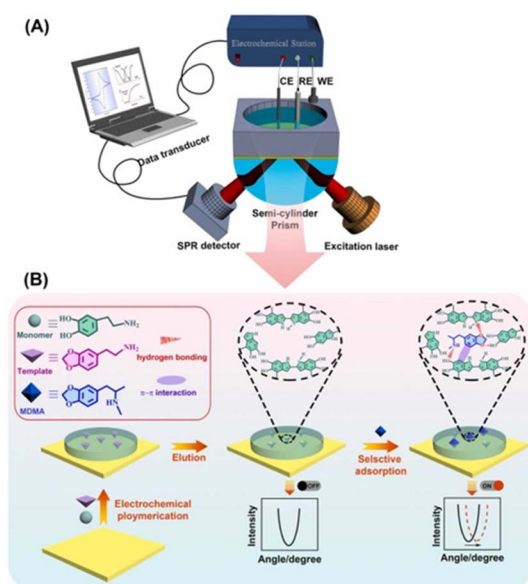 (A)
Electrochemical Station
CE RE WE
Data transducer
Semi-cylinder
Prism
SPR detector
Excitation laser
(B)
HO
HO
NH2
Monomer
Template
NH2
hydrogen bonding
MDMA
π-π
interaction
Elution
Selsctive
adsorption
Electrochemical
ploymerication
OFF
ON
Intensity
Angle/degree
Intensity
Angle/degree